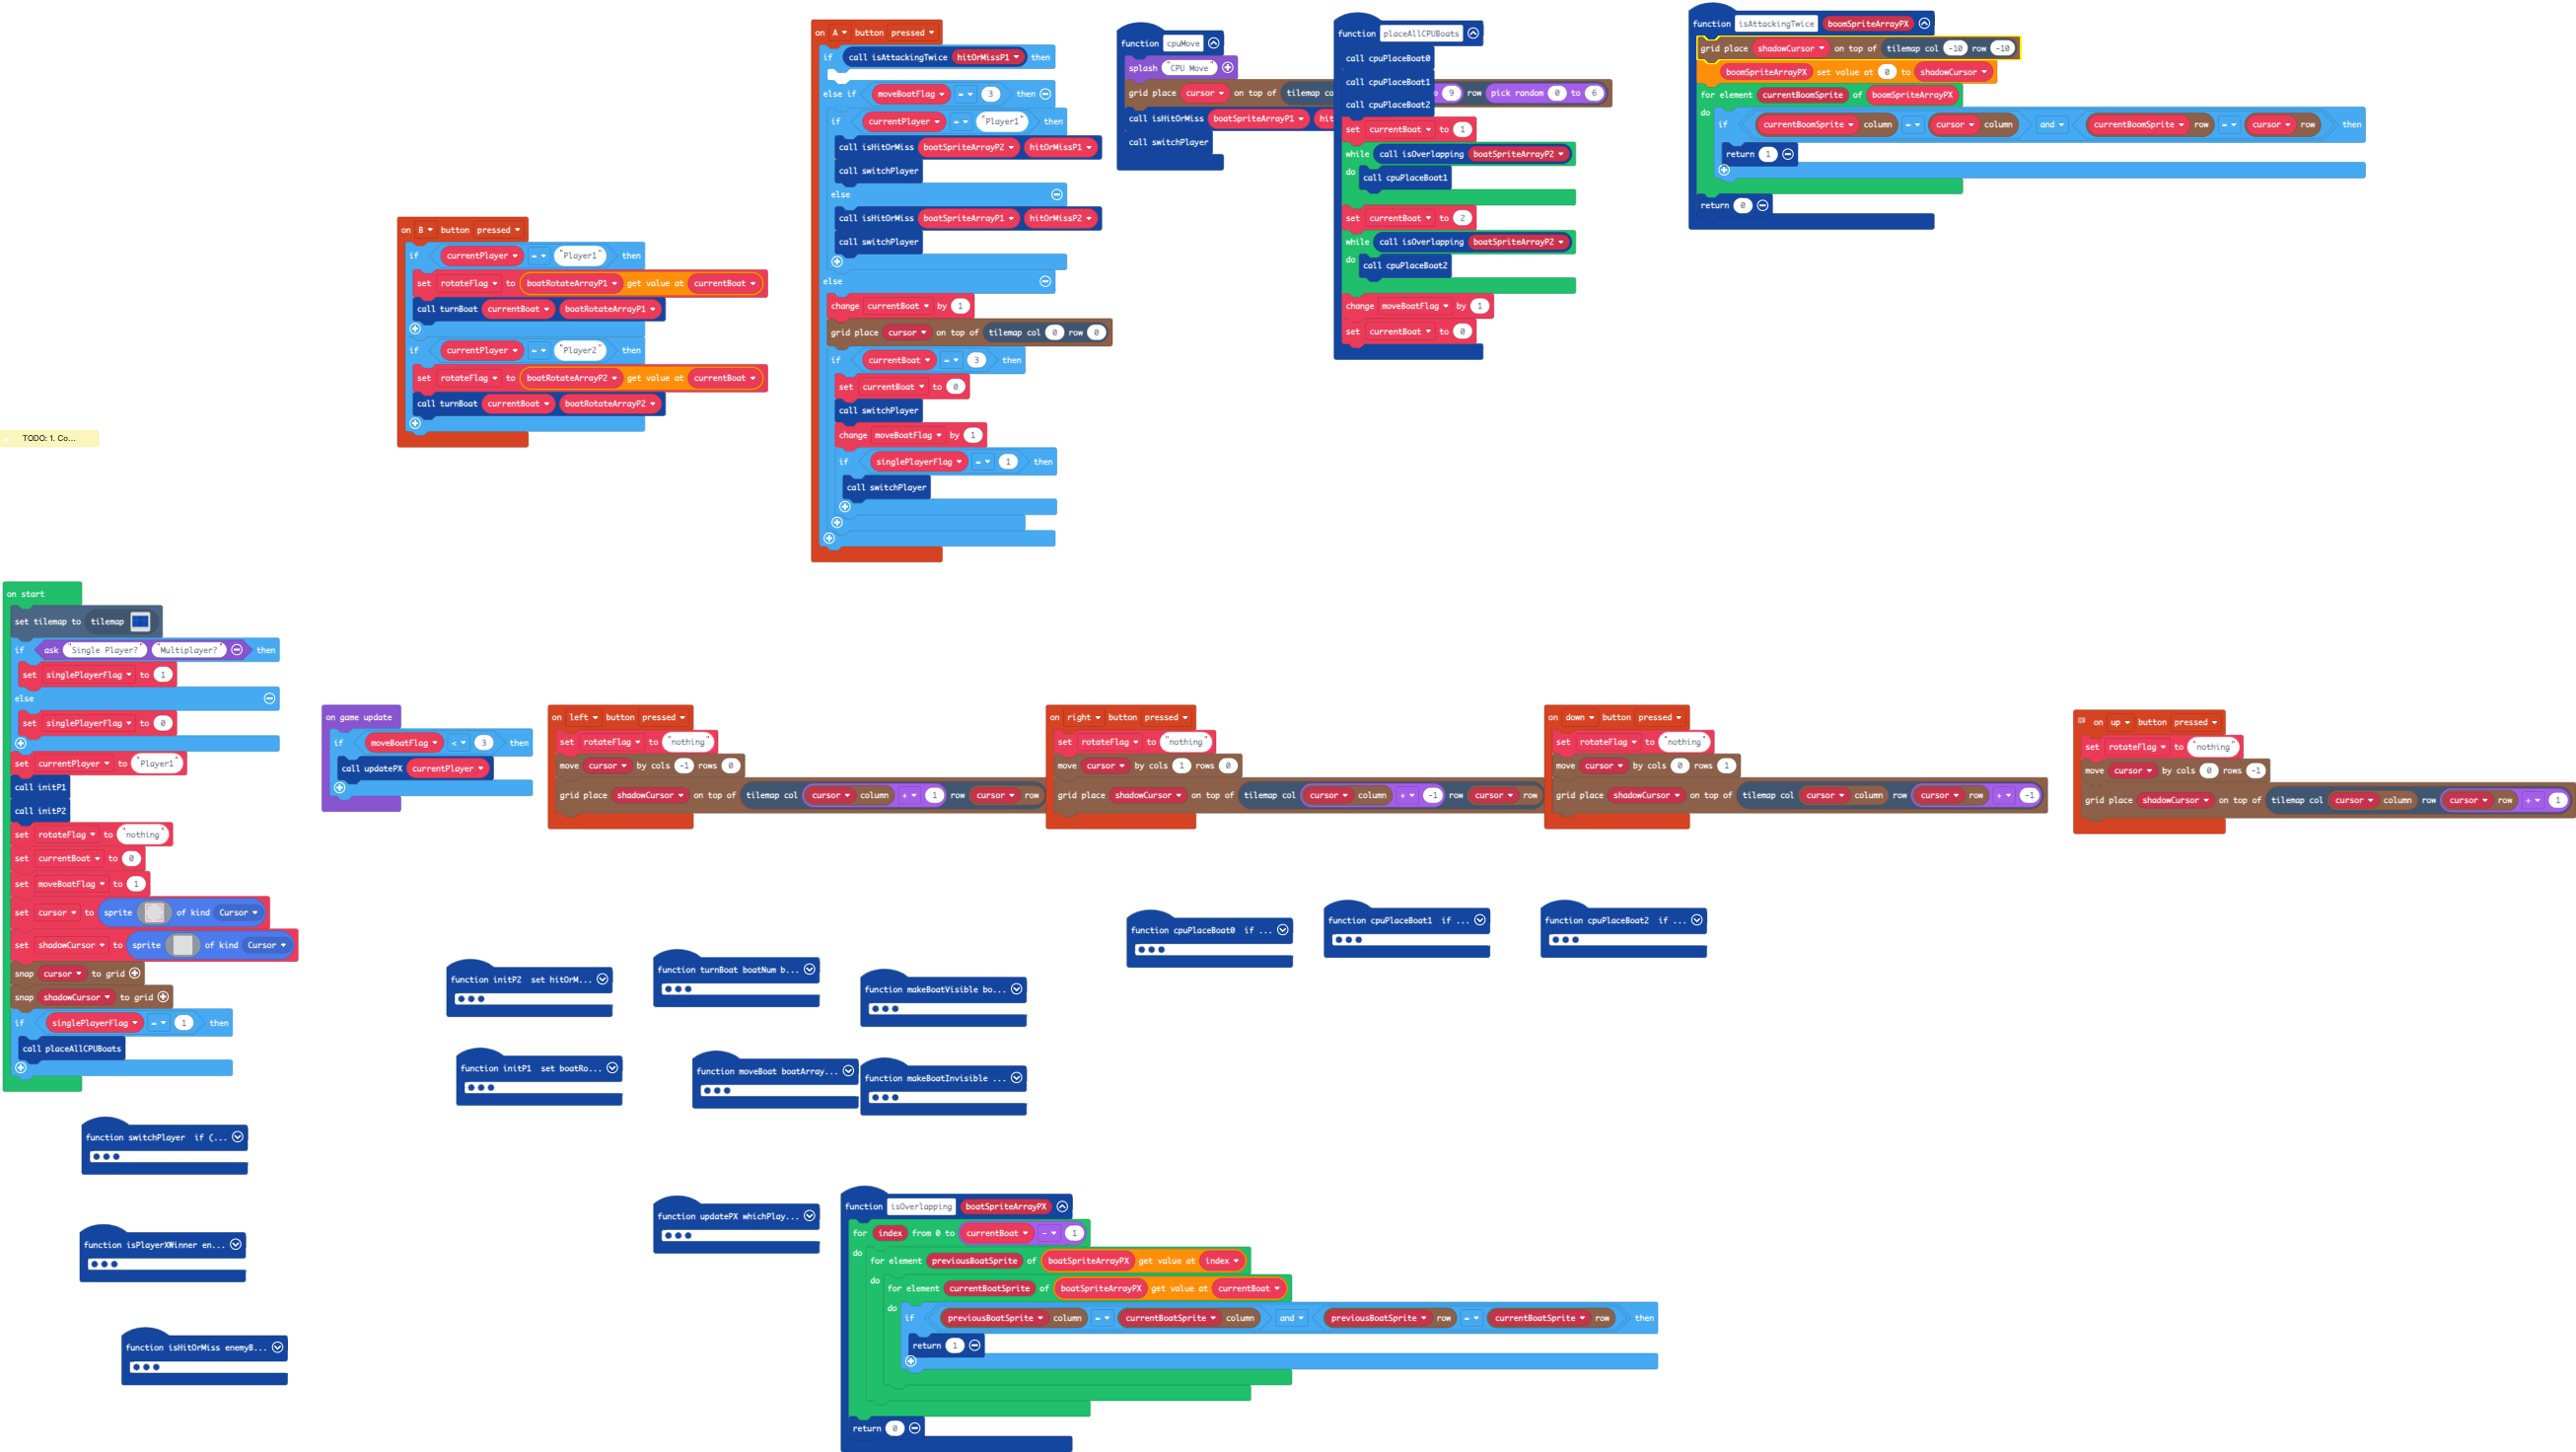 on A button pressed
if call isAttackingTwice hitOrMissP1 then
else if moveBoatFlag = 3 then
if currentPlayer = "Player1" then
call isHitOrMiss boatSpriteArrayP2 hitOrMissP1
call switchPlayer
else
call isHitOrMiss boatSpriteArrayP1 hitOrMissP2
call switchPlayer
else
change currentBoat by 1
grid place cursor on top of tilemap col 0 row 0
if currentBoat = 3 then
set currentBoat to 0
call switchPlayer
change moveBoatFlag by 1
if singlePlayerFlag = 1 then
call switchPlayer
function cpuMove
splash "CPU Move"
grid place cursor on top of tilemap co o 9 row pick random 0 to 6
call isHitOrMiss boatSpriteArrayP1 hit
call switchPlayer
function placeAllCPUBoats
call cpuPlaceBoat0
call cpuPlaceBoat1
call cpuPlaceBoat2
set currentBoat to 1
while call isOverlapping boatSpriteArrayP2
do call cpuPlaceBoat1
set currentBoat to 2
while call isOverlapping boatSpriteArrayP2
do call cpuPlaceBoat2
change moveBoatFlag by 1
set currentBoat to 0
function isAttackingTwice boomSpriteArrayPX
grid place shadowCursor on top of tilemap col -10 row -10
boomSpriteArrayPX set value at 0 to shadowCursor
for element currentBoomSprite of boomSpriteArrayPX
do if currentBoomSprite column = cursor column and currentBoomSprite row = cursor row then
return 1
return 0
on B button pressed
if currentPlayer = "Player1" then
set rotateFlag to boatRotateArrayP1 get value at currentBoat
call turnBoat currentBoat boatRotateArrayP1
if currentPlayer = "Player2" then
set rotateFlag to boatRotateArrayP2 get value at currentBoat
call turnBoat currentBoat boatRotateArrayP2
TODO: 1. Co...
on start
set tilemap to tilemap
if ask "Single Player?" "Multiplayer?" then
set singlePlayerFlag to 1
else
set singlePlayerFlag to 0
set currentPlayer to "Player1"
call initP1
call initP2
set rotateFlag to "nothing"
set currentBoat to 0
set moveBoatFlag to 1
set cursor to sprite of kind Cursor
set shadowCursor to sprite of kind Cursor
snap cursor to grid
snap shadowCursor to grid
if singlePlayerFlag = 1 then
call placeAllCPUBoats
on game update
if moveBoatFlag < 3 then
call updatePX currentPlayer
on left button pressed
set rotateFlag to "nothing"
move cursor by cols -1 rows 0
grid place shadowCursor on top of tilemap col cursor column + 1 row cursor row
on right button pressed
set rotateFlag to "nothing"
move cursor by cols 1 rows 0
grid place shadowCursor on top of tilemap col cursor column + -1 row cursor row
on down button pressed
set rotateFlag to "nothing"
move cursor by cols 0 rows 1
grid place shadowCursor on top of tilemap col cursor column row cursor row + -1
on up button pressed
set rotateFlag to "nothing"
move cursor by cols 0 rows -1
grid place shadowCursor on top of tilemap col cursor column row cursor row + 1
function cpuPlaceBoat0 if ...
function cpuPlaceBoat1 if ...
function cpuPlaceBoat2 if ...
function initP2 set hitOrM...
function turnBoat boatNum b...
function makeBoatVisible bo...
function initP1 set boatRo...
function moveBoat boatArray...
function makeBoatInvisible ...
function switchPlayer if (...
function isPlayerXWinner en...
function isHitOrMiss enemyB...
function updatePX whichPlay...
function isOverlapping boatSpriteArrayPX
for index from 0 to currentBoat - 1
do for element previousBoatSprite of boatSpriteArrayPX get value at index
do for element currentBoatSprite of boatSpriteArrayPX get value at currentBoat
do if previousBoatSprite column = currentBoatSprite column and previousBoatSprite row = currentBoatSprite row then
return 1
return 0